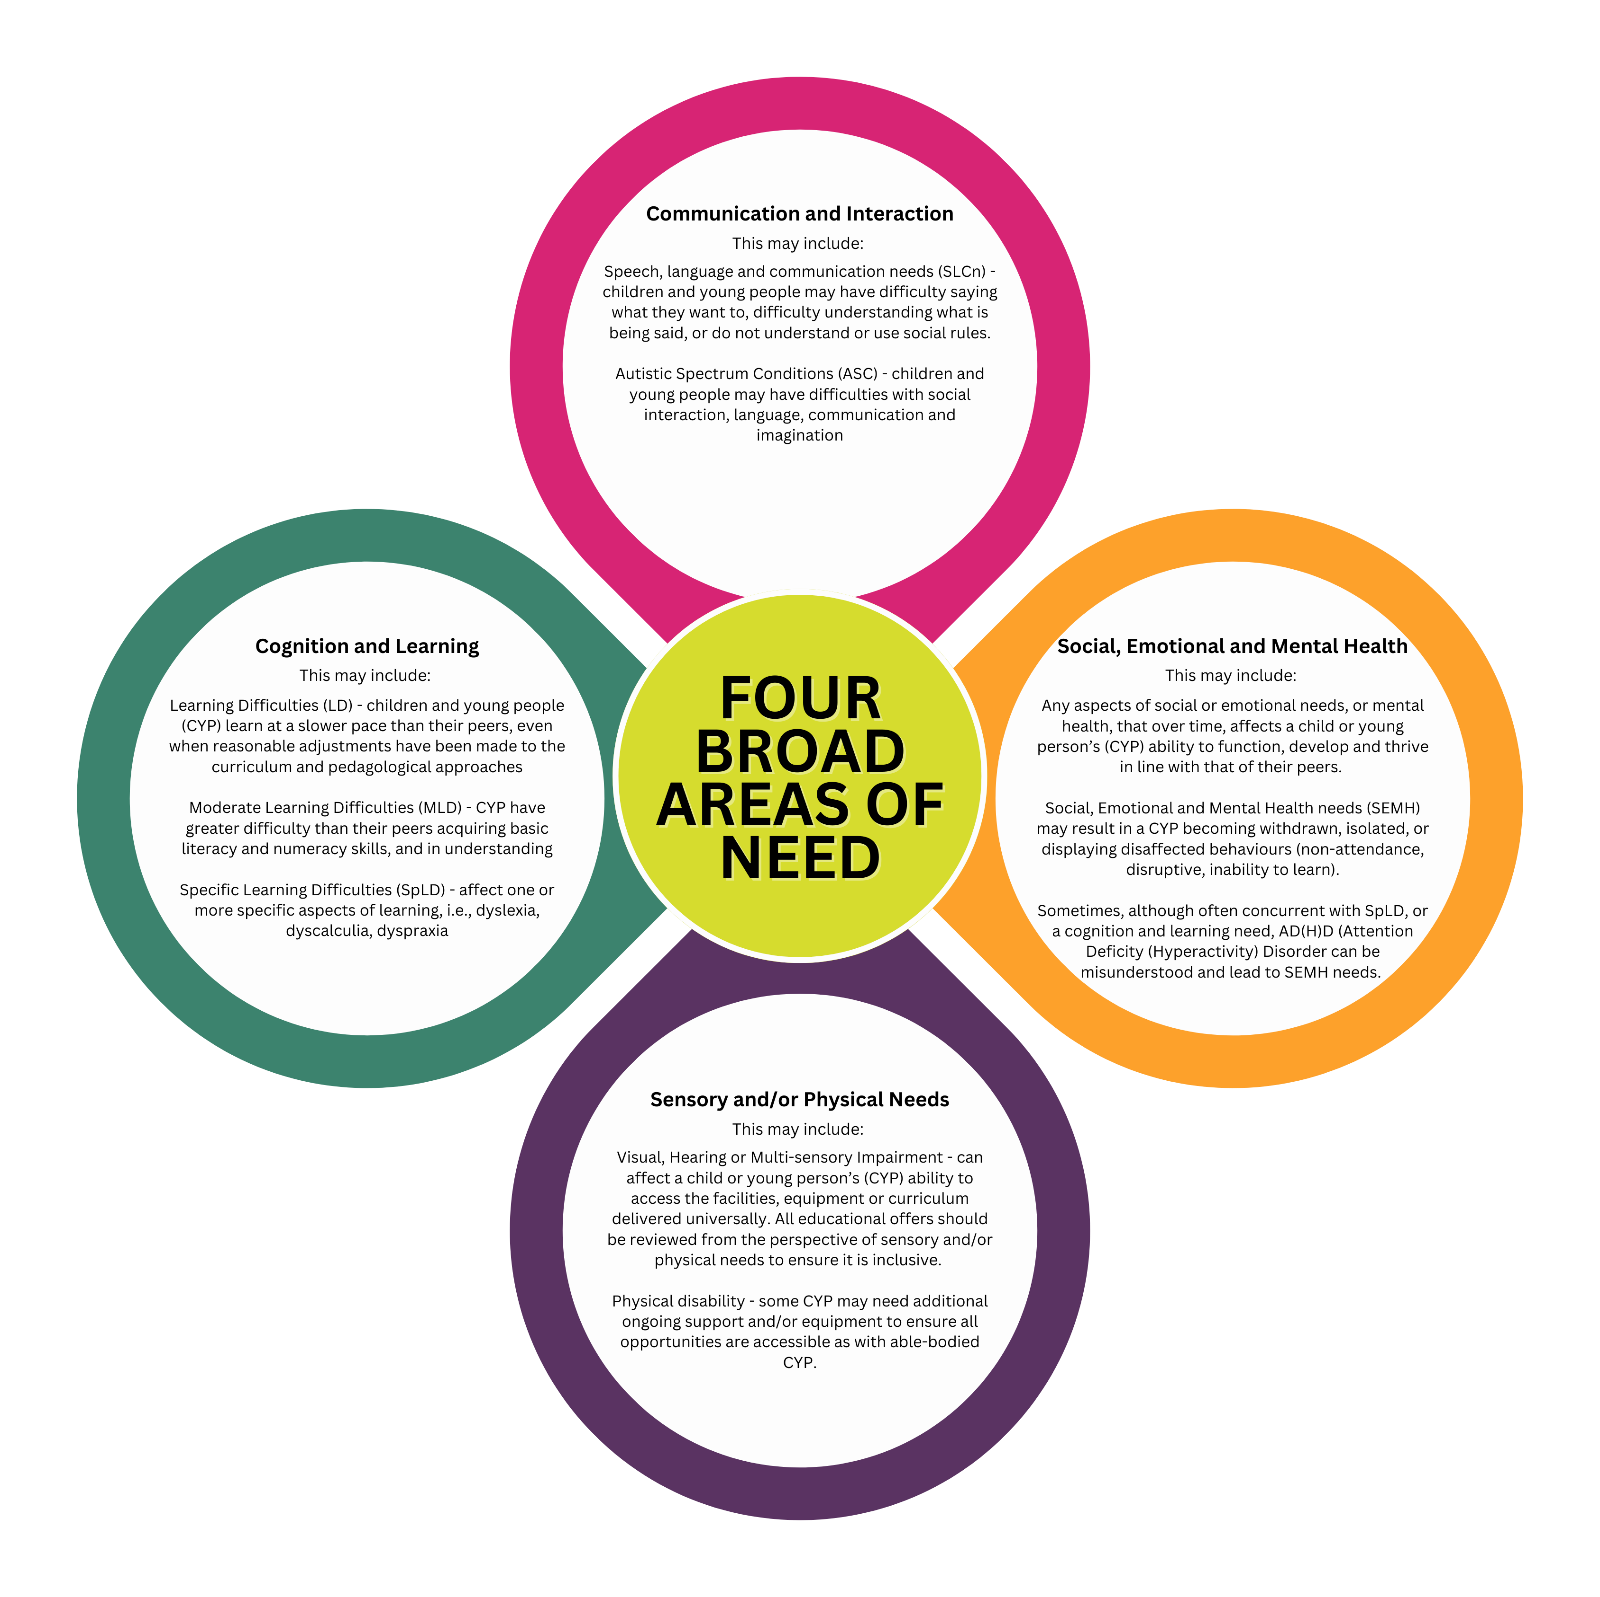 Communication and Interaction
This may include:
Speech, language and communication needs (SLCn) -
children and young people may have difficulty saying
what they want to, difficulty understanding what is
being said, or do not understand or use social rules.
Autistic Spectrum Conditions (ASC) - children and
young people may have difficulties with social
interaction, language, communication and
imagination
Cognition and Learning
This may include:
Learning Difficulties (LD) - children and young people
(CYP) learn at a slower pace than their peers, even
when reasonable adjustments have been made to the
curriculum and pedagological approaches
Moderate Learning Difficulties (MLD) - CYP have
greater difficulty than their peers acquiring basic
literacy and numeracy skills, and in understanding
Specific Learning Difficulties (SpLD) - affect one or
more specific aspects of learning, i.e., dyslexia,
dyscalculia, dyspraxia
FOUR
BROAD
AREAS OF
NEED
Social, Emotional and Mental Health
This may include:
Any aspects of social or emotional needs, or mental
health, that over time, affects a child or young
person's (CYP) ability to function, develop and thrive
in line with that of their peers.
Social, Emotional and Mental Health needs (SEMH)
may result in a CYP becoming withdrawn, isolated, or
displaying disaffected behaviours (non-attendance,
disruptive, inability to learn).
Sometimes, although often concurrent with SpLD, or
a cognition and learning need, AD(H)D (Attention
Deficity (Hyperactivity) Disorder can be
misunderstood and lead to SEMH needs.
Sensory and/or Physical Needs
This may include:
Visual, Hearing or Multi-sensory Impairment - can
affect a child or young person's (CYP) ability to
access the facilities, equipment or curriculum
delivered universally. All educational offers should
be reviewed from the perspective of sensory and/or
physical needs to ensure it is inclusive.
Physical disability - some CYP may need additional
ongoing support and/or equipment to ensure all
opportunities are accessible as with able-bodied
CYP.